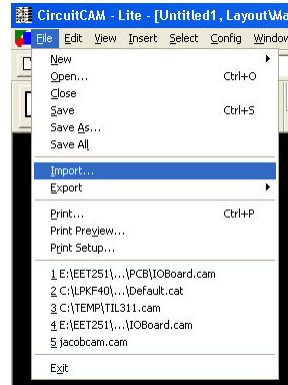 CircuitCAM - Lite - [Untitled1, Layout\Ma
File Edit View Insert Select Config Window
New
Open... Ctrl+O
Close
Save Ctrl+S
Save As...
Save All
Import...
Export
Print... Ctrl+P
Print Preview...
Print Setup...
1 E:\EET251\...\PCB\IOBoard.cam
2 C:\LPKF40\...\Default.cat
3 C:\TEMP\TIL311.cam
4 E:\EET251\...\IOBoard.cam
5 jacobcam.cam
Exit